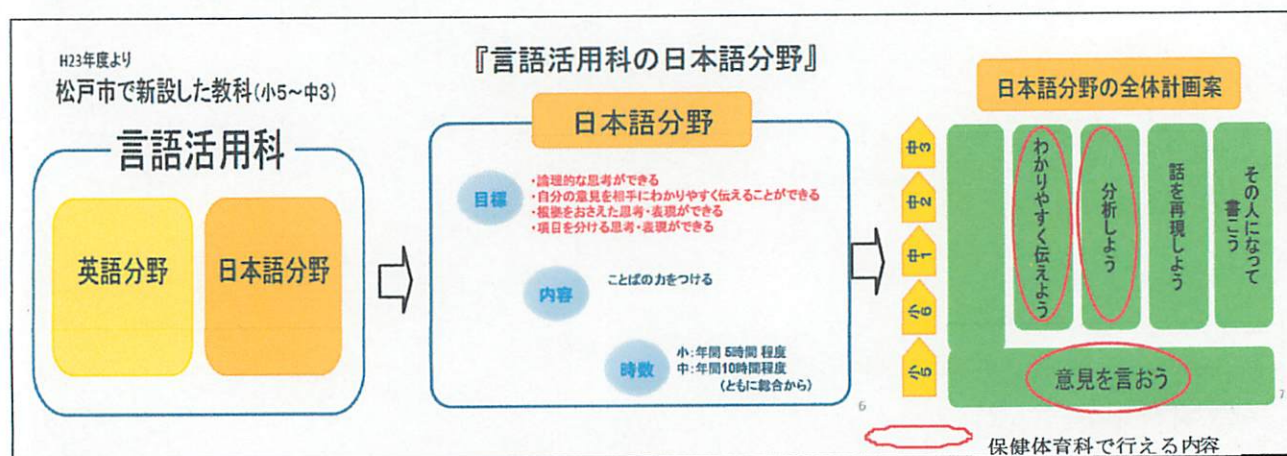 H23年度より
松戸市で新設した教科(小5～中3)
言語活用科
英語分野
日本語分野
『言語活用科の日本語分野』
日本語分野
目標
・論理的な思考ができる
・自分の意見を相手にわかりやすく伝えることができる
・根拠をおさえた思考・表現ができる
・項目を分ける思考・表現ができる
内容
ことばの力をつける
時数
小：年間 5時間 程度
中：年間10時間程度
(ともに総合から)
6
日本語分野の全体計画案
中3
中2
中1
小6
小5
わかりやすく伝えよう
分析しよう
話を再現しよう
その人になって
書こう
意見を言おう
7
保健体育科で行える内容